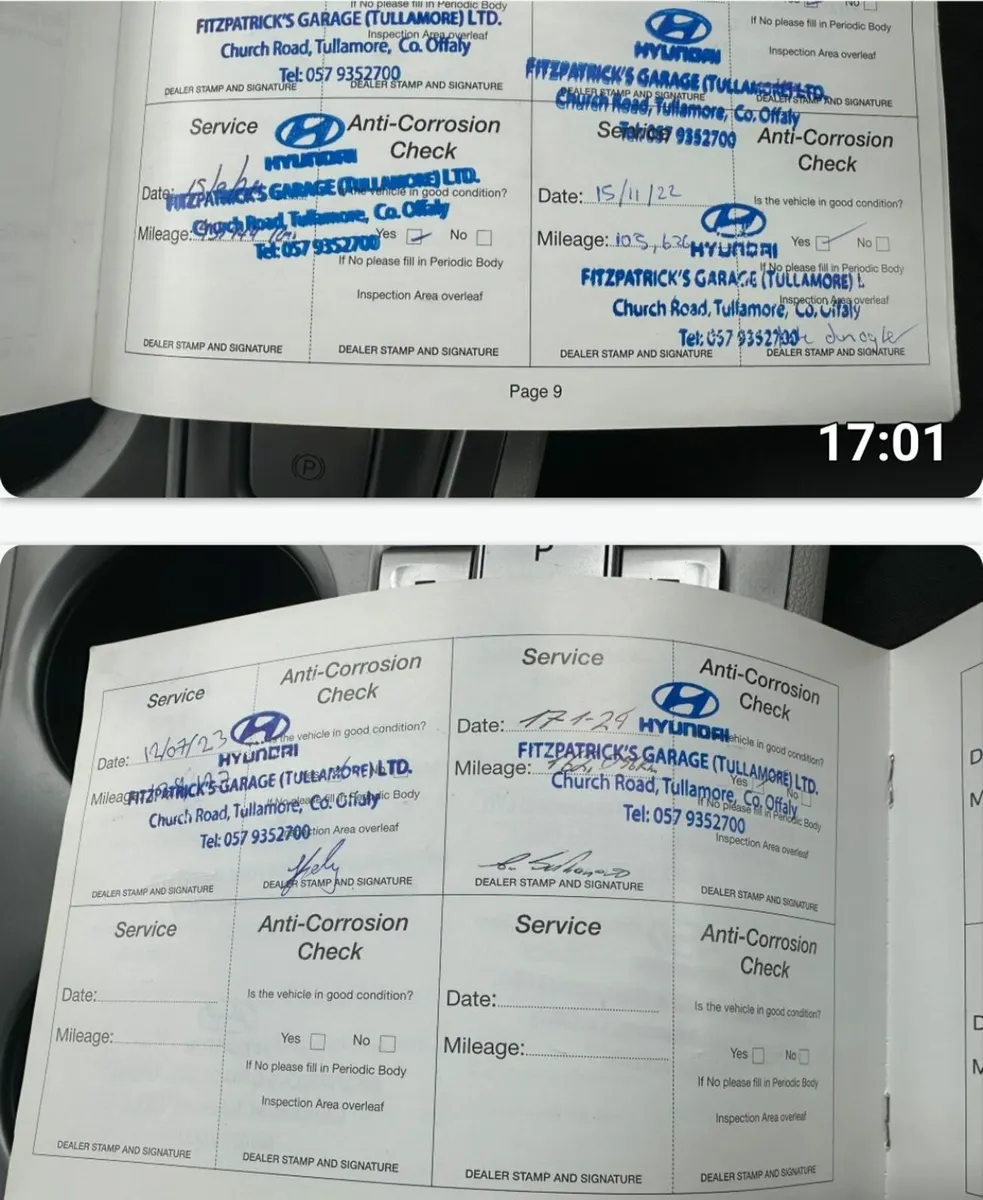 If No please fill in Periodic Body
FITZPATRICK'S GARAGE (TULLAMORE) LTD.
Inspection Area overleaf
Church Road, Tullamore, Co. Offaly
Tel: 057 9352700
DEALER STAMP AND SIGNATURE
DEALER STAMP AND SIGNATURE
No
If No please fill in Periodic Body
Inspection Area overleaf
HYUNDAI
FITZPATRICK'S GARAGE (TULLAMORE) LTD.
DEALER STAMP AND SIGNATURE
DEALER STAMP AND SIGNATURE
Church Road, Tullamore, Co. Offaly
Tel: 057 9352700
Service
Anti-Corrosion
Check
HYUNDAI
Date:
FITZPATRICK'S GARAGE (TULLAMORE) LTD.
the vehicle in good condition?
Church Road, Tullamore, Co. Offaly
Mileage:
Yes
No
Tel: 057 9352700
If No please fill in Periodic Body
Inspection Area overleaf
DEALER STAMP AND SIGNATURE
DEALER STAMP AND SIGNATURE
Service
Anti-Corrosion
Check
Date: 15/11/22
Is the vehicle in good condition?
Mileage: 103,636
HYUNDAI
Yes
No
If No please fill in Periodic Body
FITZPATRICK'S GARAGE (TULLAMORE) L
Inspection Area overleaf
Church Road, Tullamore, Co. Offaly
Tel: 057 9352700
DEALER STAMP AND SIGNATURE
DEALER STAMP AND SIGNATURE
Page 9
17:01
P
P
Service
Anti-Corrosion
Check
Date: 12/07/23
the vehicle in good condition?
HYUNDAI
Mileage
FITZPATRICK'S GARAGE (TULLAMORE) LTD.
If No please fill in Periodic Body
Church Road, Tullamore, Co. Offaly
Inspection Area overleaf
Tel: 057 9352700
DEALER STAMP AND SIGNATURE
DEALER STAMP AND SIGNATURE
Service
Anti-Corrosion
Check
Date: 17-1-24
HYUNDAI
vehicle in good condition?
Mileage:
FITZPATRICK'S GARAGE (TULLAMORE) LTD.
Yes
No
Church Road, Tullamore, Co. Offaly
If No please fill in Periodic Body
Tel: 057 9352700
Inspection Area overleaf
DEALER STAMP AND SIGNATURE
DEALER STAMP AND SIGNATURE
Service
Anti-Corrosion
Check
Date:
Is the vehicle in good condition?
Mileage:
Yes
No
If No please fill in Periodic Body
Inspection Area overleaf
DEALER STAMP AND SIGNATURE
DEALER STAMP AND SIGNATURE
Service
Anti-Corrosion
Check
Date:
Is the vehicle in good condition?
Mileage:
Yes
No
If No please fill in Periodic Body
Inspection Area overleaf
DEALER STAMP AND SIGNATURE
DEALER STAMP AND SIGNATURE
D
M
D
M